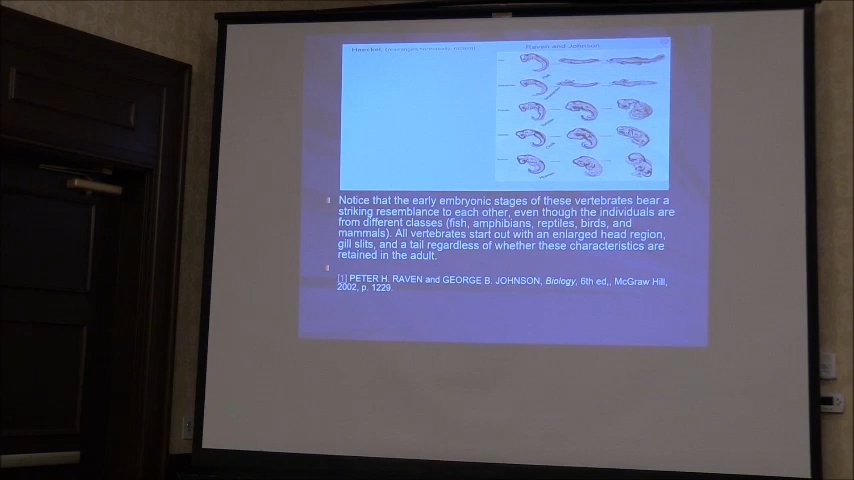 Haeckel,
Raven and Johnson
Notice that the early embryonic stages of these vertebrates bear a
striking resemblance to each other, even though the individuals are
from different classes (fish, amphibians, reptiles, birds, and
mammals). All vertebrates start out with an enlarged head region,
gill slits, and a tail regardless of whether these characteristics are
retained in the adult.
[1] PETER H. RAVEN and GEORGE B. JOHNSON, Biology, 6th ed,, McGraw Hill,
2002, p. 1229.